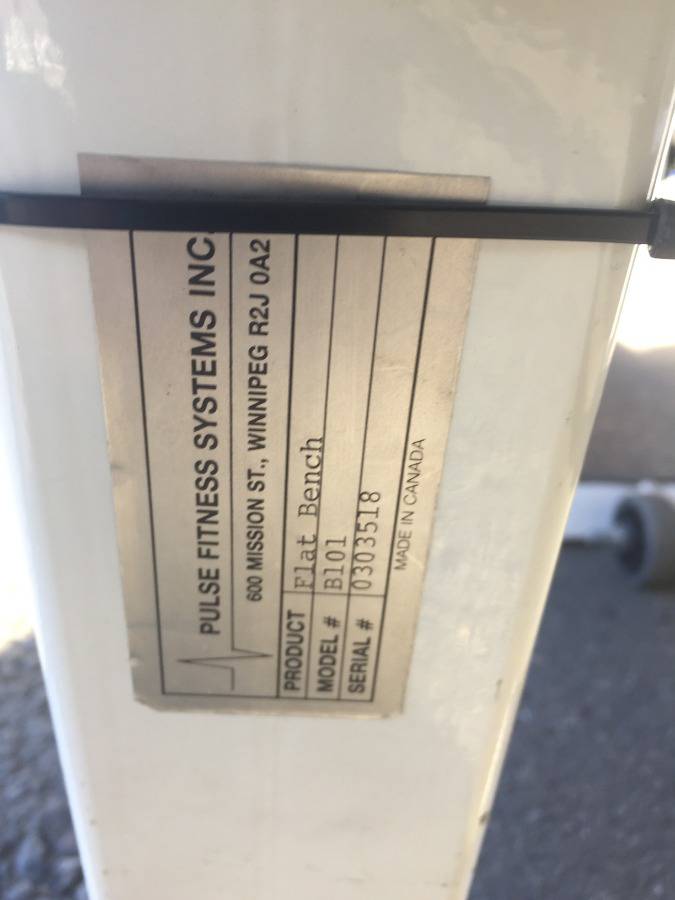 PULSE FITNESS SYSTEMS INC.
600 MISSION ST., WINNIPEG R2J 0A2
PRODUCT Flat Bench
MODEL # B101
SERIAL # 0303518
MADE IN CANADA